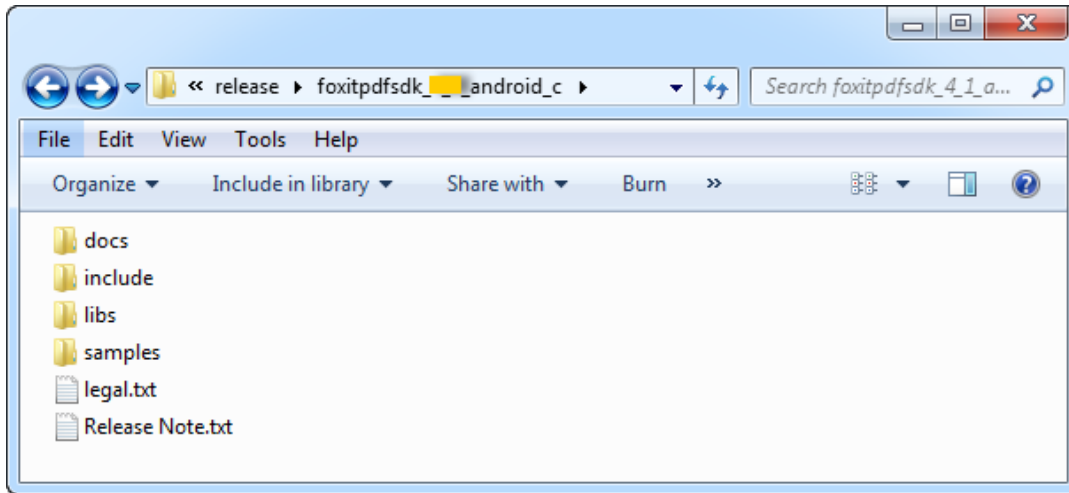 « release foxitpdfsdk_ _android_c
Search foxitpdfsdk_4_1_a...
File Edit View Tools Help
Organize Include in library Share with Burn »
docs
include
libs
samples
legal.txt
Release Note.txt